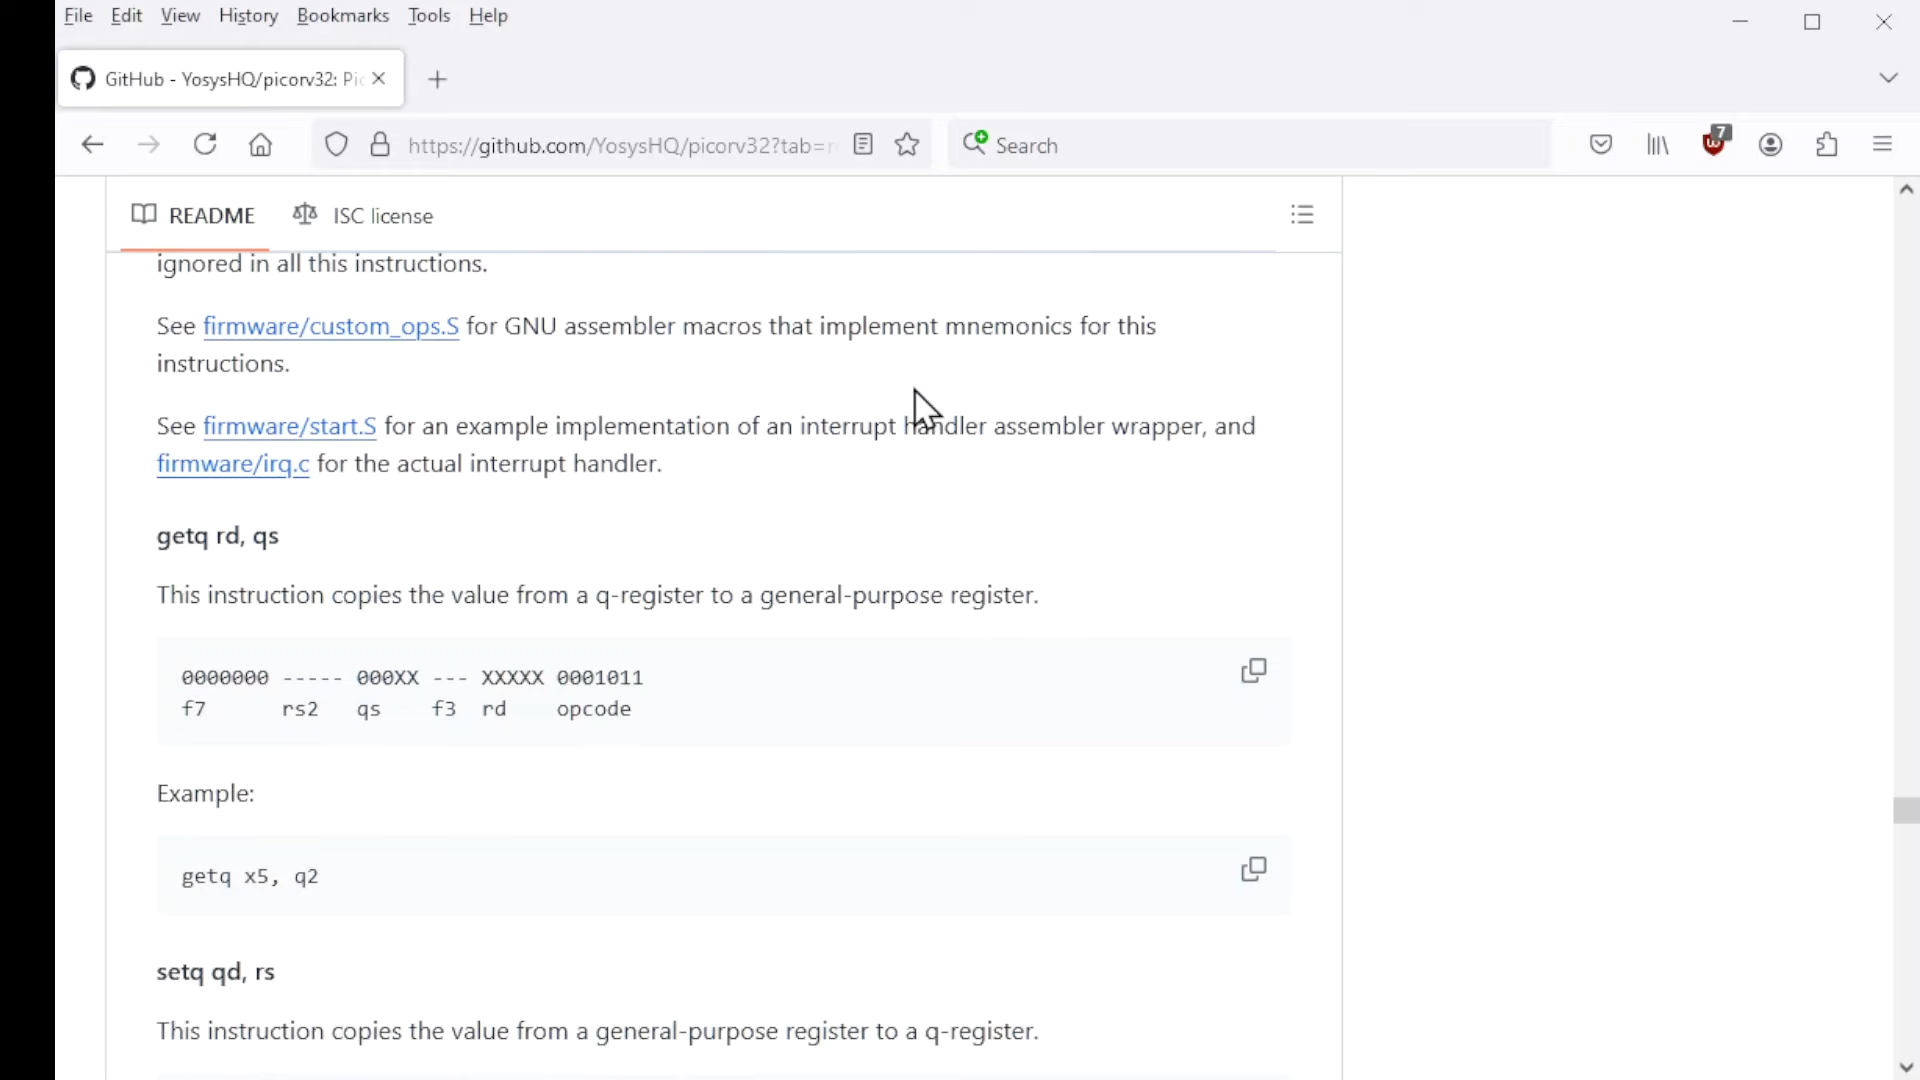 File Edit View History Bookmarks Tools Help
GitHub - YosysHQ/picorv32: Pic
https://github.com/YosysHQ/picorv32?tab=r
Search
7
README ISC license
ignored in all this instructions.
See firmware/custom_ops.S for GNU assembler macros that implement mnemonics for this
instructions.
See firmware/start.S for an example implementation of an interrupt handler assembler wrapper, and
firmware/irq.c for the actual interrupt handler.
getq rd, qs
This instruction copies the value from a q-register to a general-purpose register.
0000000 ----- 000XX --- XXXXX 0001011
f7 rs2 qs f3 rd opcode
Example:
getq x5, q2
setq qd, rs
This instruction copies the value from a general-purpose register to a q-register.